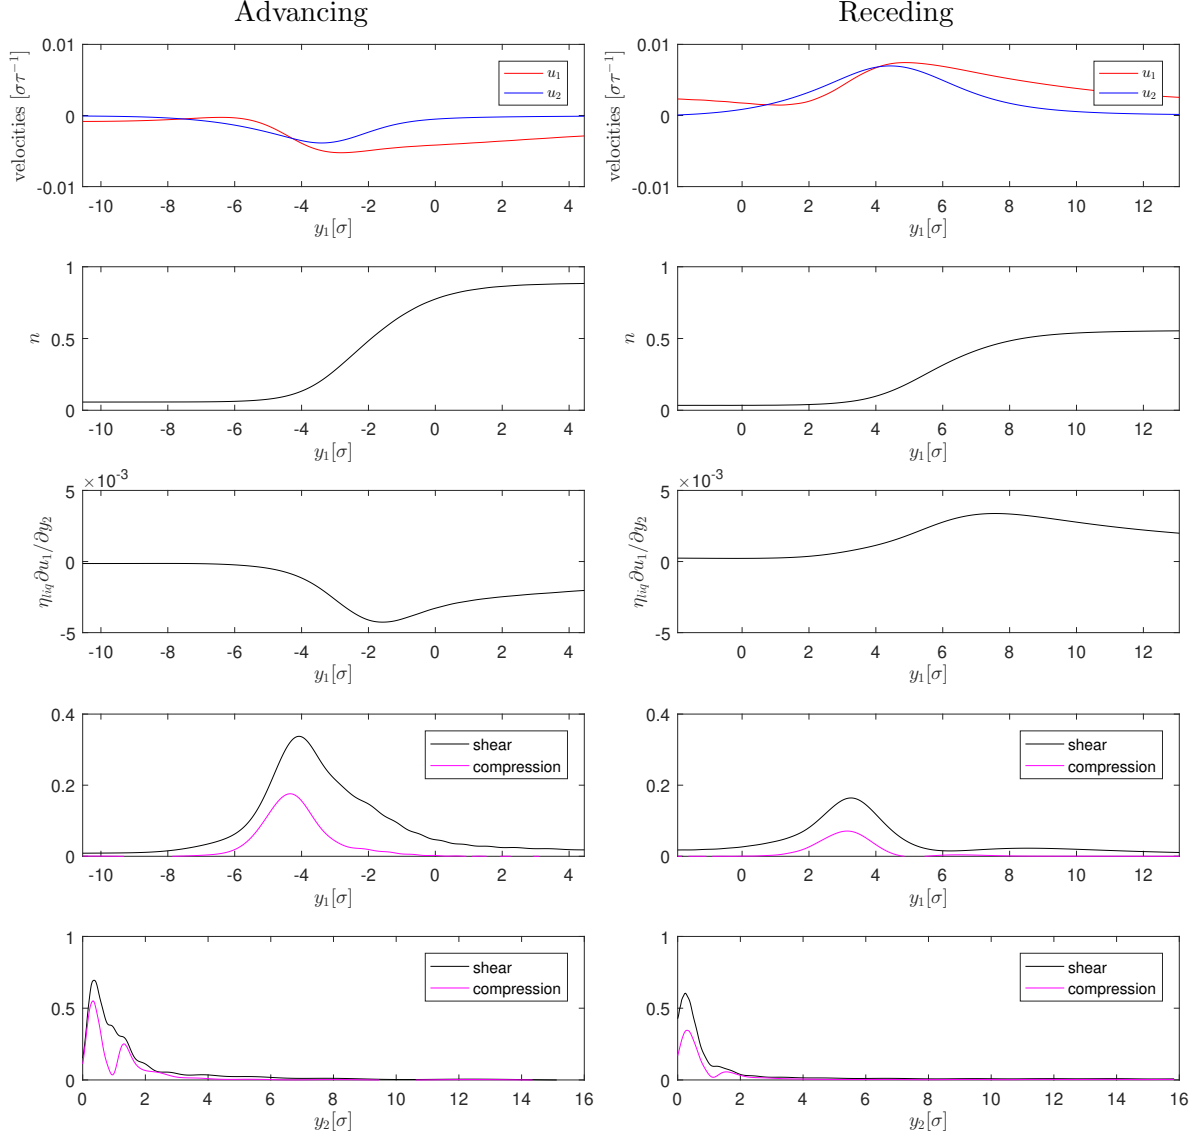 Advancing Receding
velocities [στ⁻¹]
0.01
0
-0.01
u₁
u₂
-10 -8 -6 -4 -2 0 2 4
y₁[σ]
velocities [στ⁻¹]
0.01
0
-0.01
u₁
u₂
0 2 4 6 8 10 12
y₁[σ]
n
1
0.5
0
-10 -8 -6 -4 -2 0 2 4
y₁[σ]
n
1
0.5
0
0 2 4 6 8 10 12
y₁[σ]
×10⁻³
η_liq ∂u₁/∂y₂
5
0
-5
-10 -8 -6 -4 -2 0 2 4
y₁[σ]
×10⁻³
η_liq ∂u₁/∂y₂
5
0
-5
0 2 4 6 8 10 12
y₁[σ]
0.4
0.2
0
shear
compression
-10 -8 -6 -4 -2 0 2 4
y₁[σ]
0.4
0.2
0
shear
compression
0 2 4 6 8 10 12
y₁[σ]
1
0.5
0
shear
compression
0 2 4 6 8 10 12 14 16
y₂[σ]
1
0.5
0
shear
compression
0 2 4 6 8 10 12 14 16
y₂[σ]